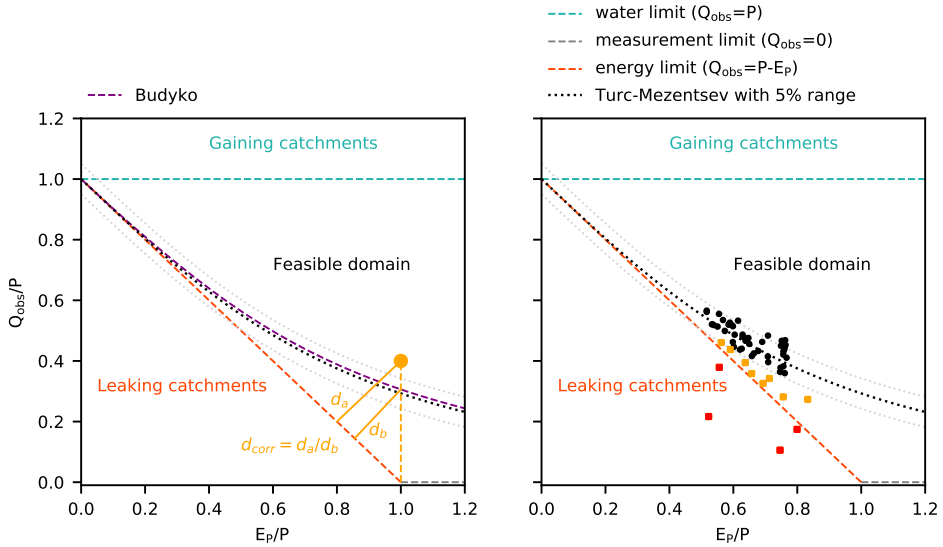 water limit (Q_obs=P)
measurement limit (Q_obs=0)
energy limit (Q_obs=P-E_P)
Budyko
Turc-Mezentsev with 5% range
1.2
1.0
0.8
0.6
0.4
0.2
0.0
Q_obs/P
Gaining catchments
Feasible domain
Leaking catchments
d_a
d_b
d_corr = d_a/d_b
0.0 0.2 0.4 0.6 0.8 1.0 1.2
E_P/P
Gaining catchments
Feasible domain
Leaking catchments
0.0 0.2 0.4 0.6 0.8 1.0 1.2
E_P/P